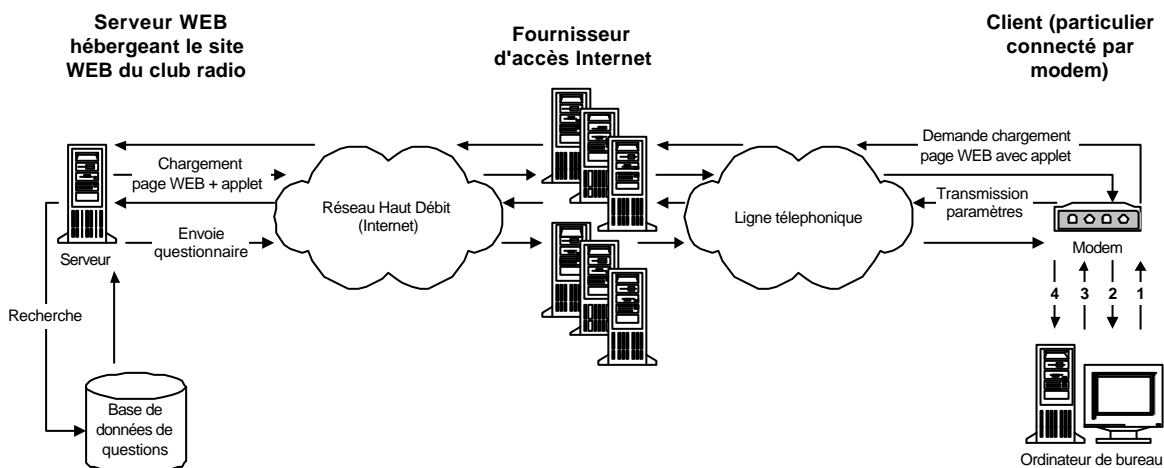 Serveur WEB
hébergeant le site
WEB du club radio
Fournisseur
d'accès Internet
Client (particulier
connecté par
modem)
Chargement
page WEB + applet
Envoie
questionnaire
Serveur
Recherche
Base de
données de
questions
Réseau Haut Débit
(Internet)
Ligne télephonique
Demande chargement
page WEB avec applet
Transmission
paramètres
Modem
4 3 2 1
Ordinateur de bureau